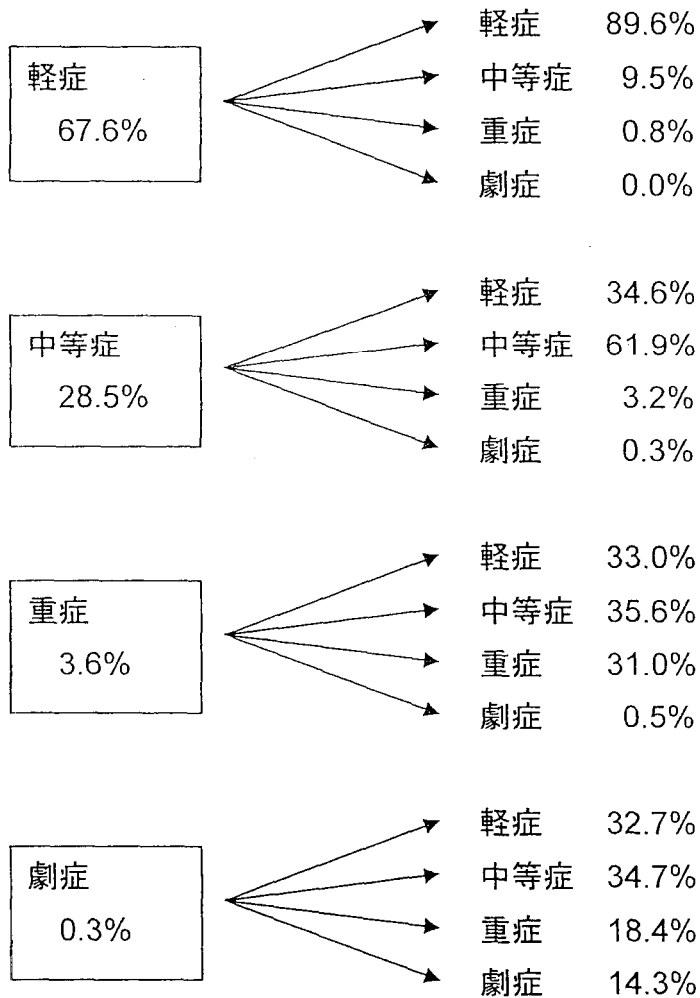 軽症
67.6%
軽症 89.6%
中等症 9.5%
重症 0.8%
劇症 0.0%
中等症
28.5%
軽症 34.6%
中等症 61.9%
重症 3.2%
劇症 0.3%
重症
3.6%
軽症 33.0%
中等症 35.6%
重症 31.0%
劇症 0.5%
劇症
0.3%
軽症 32.7%
中等症 34.7%
重症 18.4%
劇症 14.3%